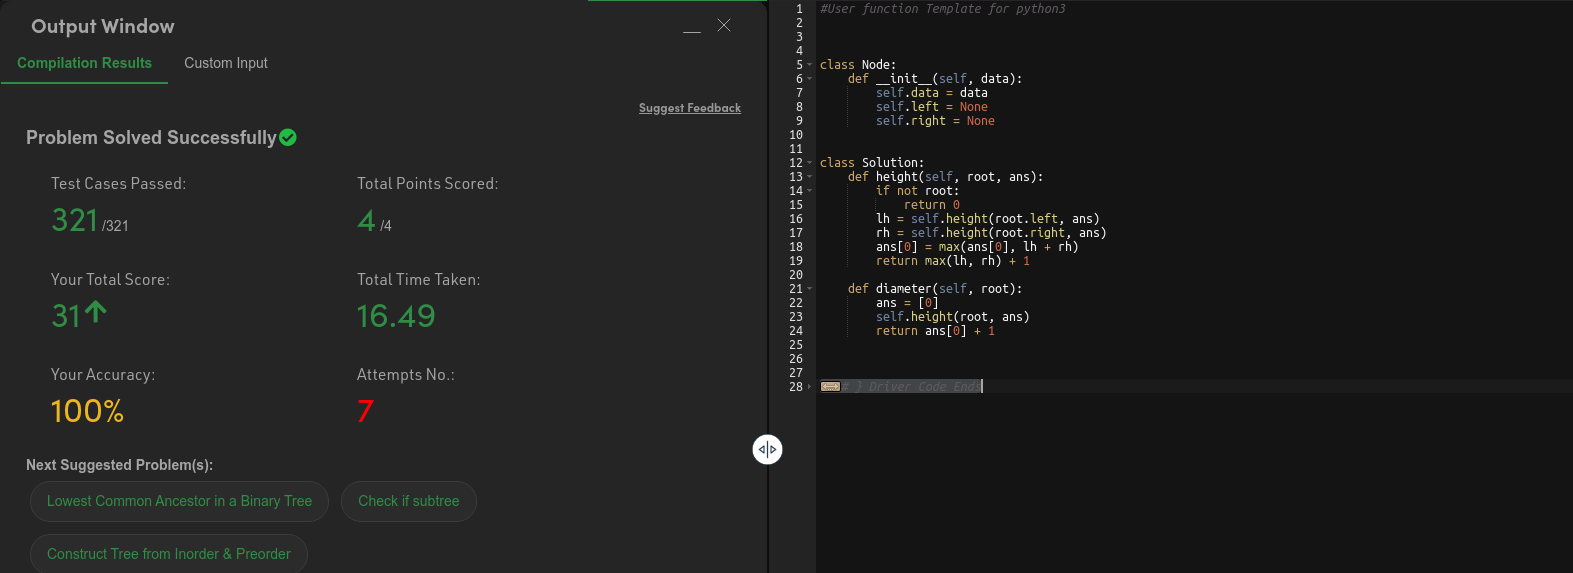 Output Window
Compilation Results
Custom Input
Suggest Feedback
Problem Solved Successfully
Test Cases Passed:
321 /321
Total Points Scored:
4 /4
Your Total Score:
31
Total Time Taken:
16.49
Your Accuracy:
100%
Attempts No.:
7
Next Suggested Problem(s):
Lowest Common Ancestor in a Binary Tree
Check if subtree
Construct Tree from Inorder & Preorder
1 #User function Template for python3
2
3
4
5 class Node:
6     def __init__(self, data):
7         self.data = data
8         self.left = None
9         self.right = None
10
11
12 class Solution:
13     def height(self, root, ans):
14         if not root:
15             return 0
16         lh = self.height(root.left, ans)
17         rh = self.height(root.right, ans)
18         ans[0] = max(ans[0], lh + rh)
19         return max(lh, rh) + 1
20
21     def diameter(self, root):
22         ans = [0]
23         self.height(root, ans)
24         return ans[0] + 1
25
26
27
28 # } Driver Code Ends